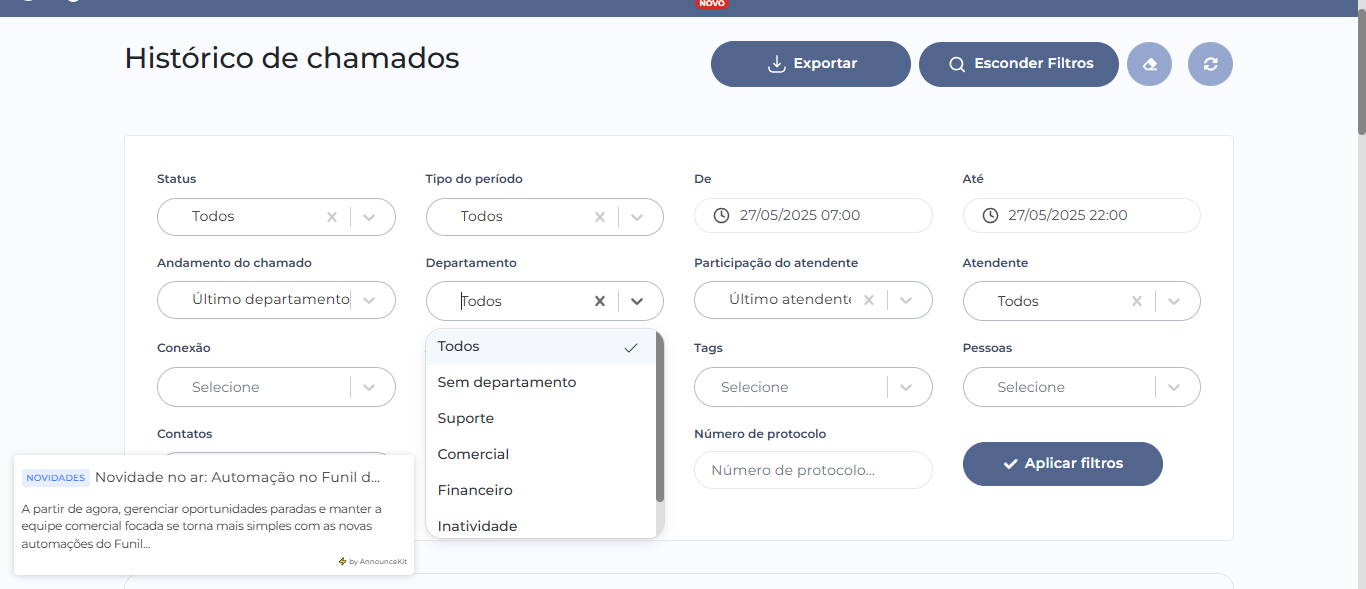 NOVO
Histórico de chamados
Exportar
Esconder Filtros
Status
Tipo do período
De
Até
Todos
Todos
27/05/2025 07:00
27/05/2025 22:00
Andamento do chamado
Departamento
Participação do atendente
Atendente
Último departamento
Todos
Último atendente
Todos
Conexão
Tags
Pessoas
Selecione
Selecione
Selecione
Todos
Sem departamento
Suporte
Comercial
Financeiro
Inatividade
Contatos
Número de protocolo
Número de protocolo...
Aplicar filtros
NOVIDADES Novidade no ar: Automação no Funil d...
A partir de agora, gerenciar oportunidades paradas e manter a
equipe comercial focada se torna mais simples com as novas
automações do Funil...
by AnnounceKit